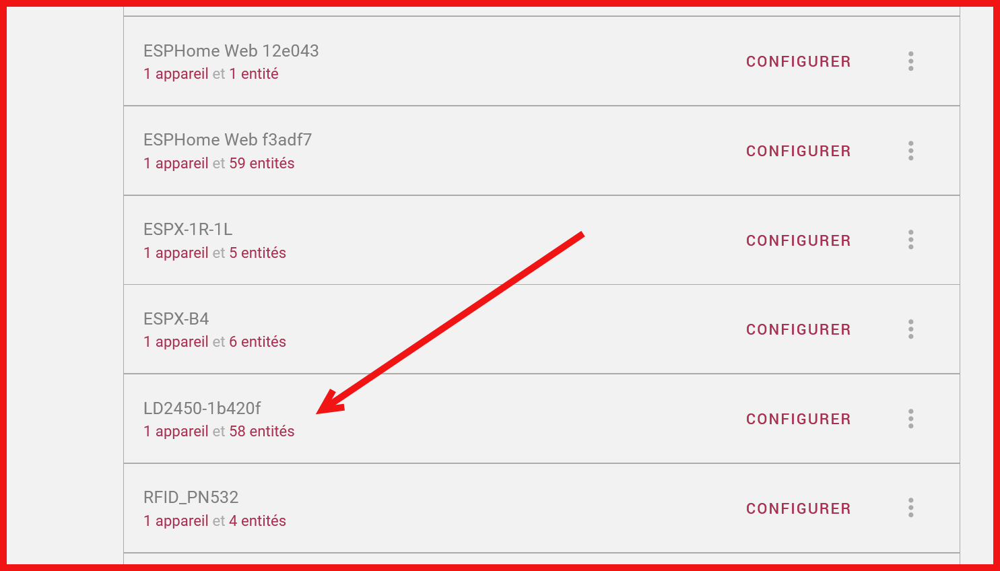 ESPHome Web 12e043
1 appareil et 1 entité
CONFIGURER
ESPHome Web f3adf7
1 appareil et 59 entités
CONFIGURER
ESPX-1R-1L
1 appareil et 5 entités
CONFIGURER
ESPX-B4
1 appareil et 6 entités
CONFIGURER
LD2450-1b420f
1 appareil et 58 entités
CONFIGURER
RFID_PN532
1 appareil et 4 entités
CONFIGURER